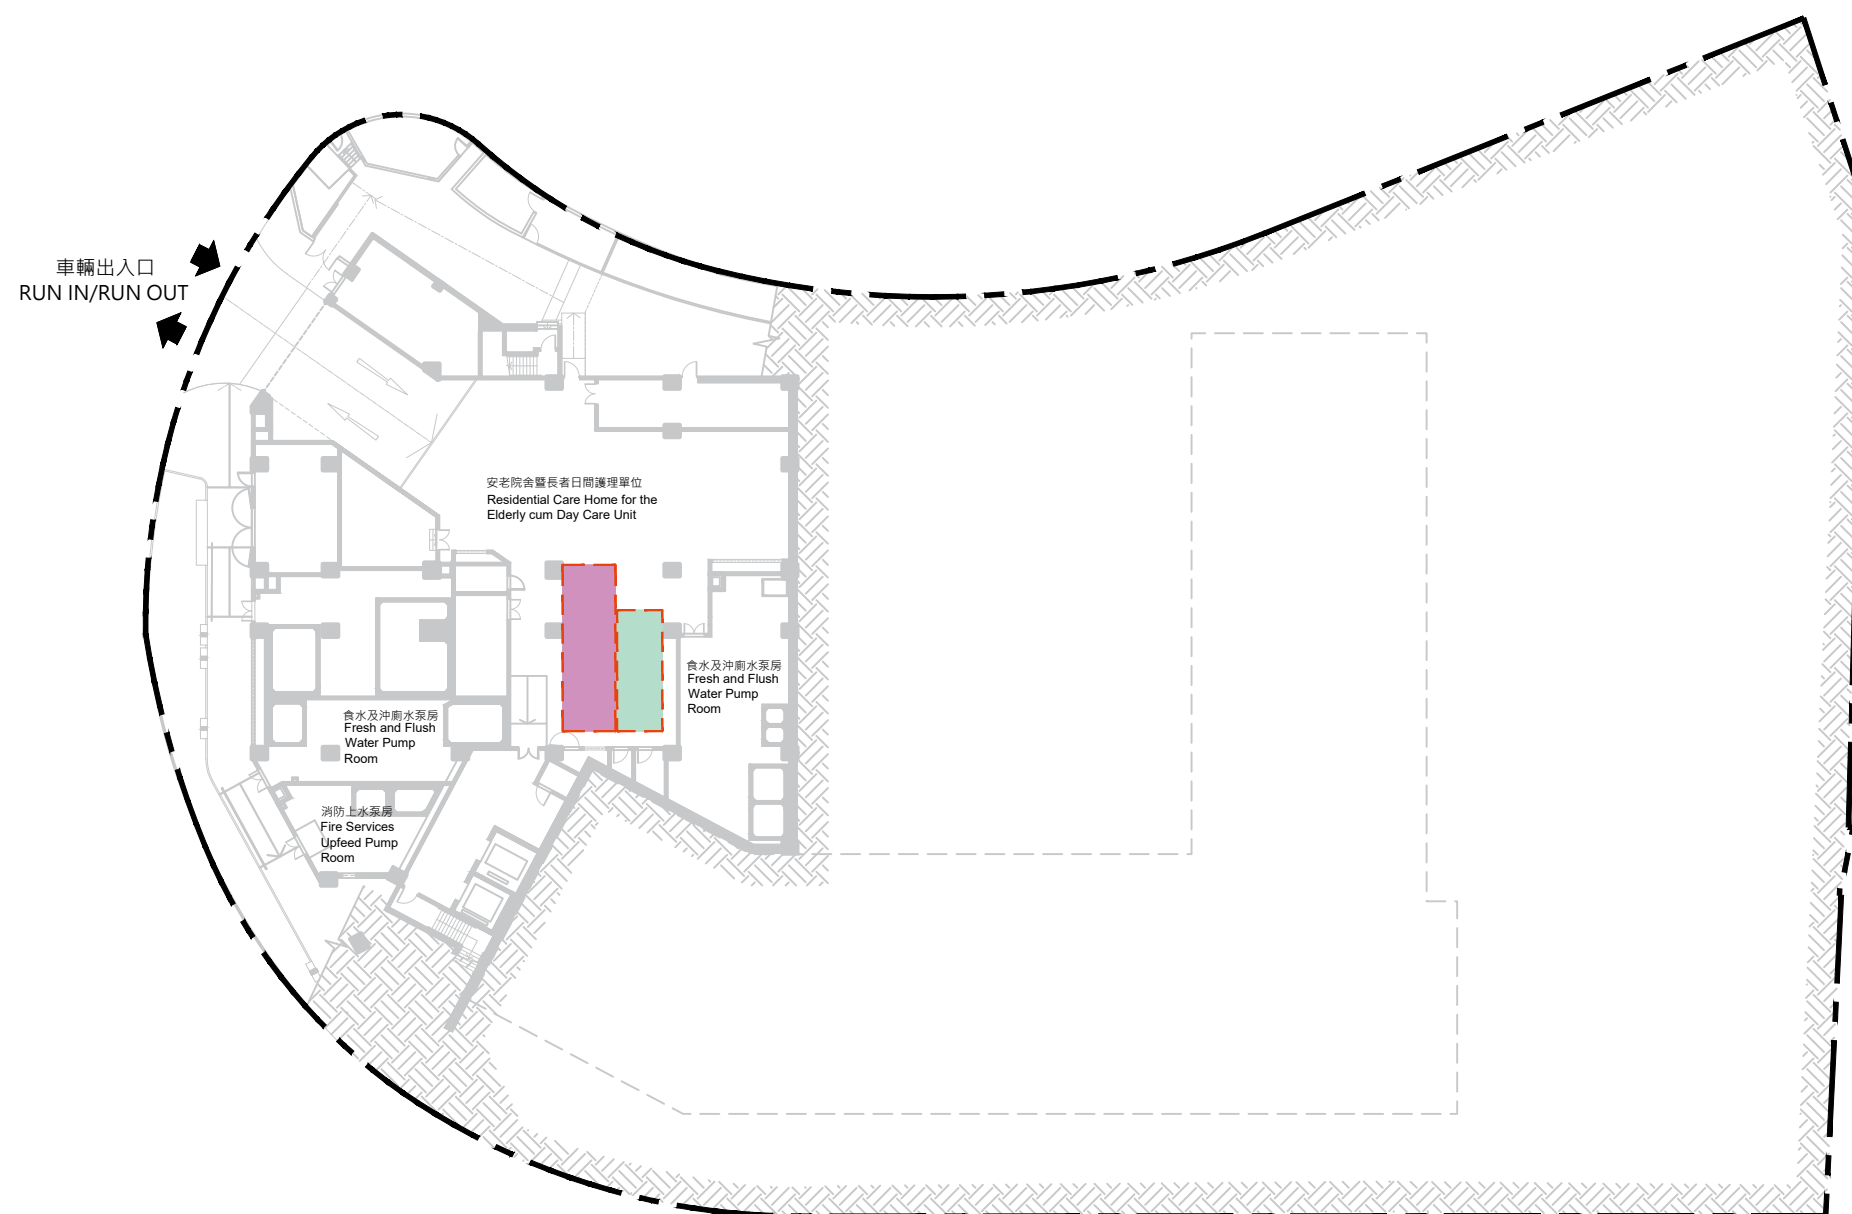 車輛出入口
RUN IN/RUN OUT
安老院舍暨長者日間護理單位
Residential Care Home for the
Elderly cum Day Care Unit
食水及沖廁水泵房
Fresh and Flush
Water Pump
Room
食水及沖廁水泵房
Fresh and Flush
Water Pump
Room
消防上水泵房
Fire Services
Upfeed Pump
Room